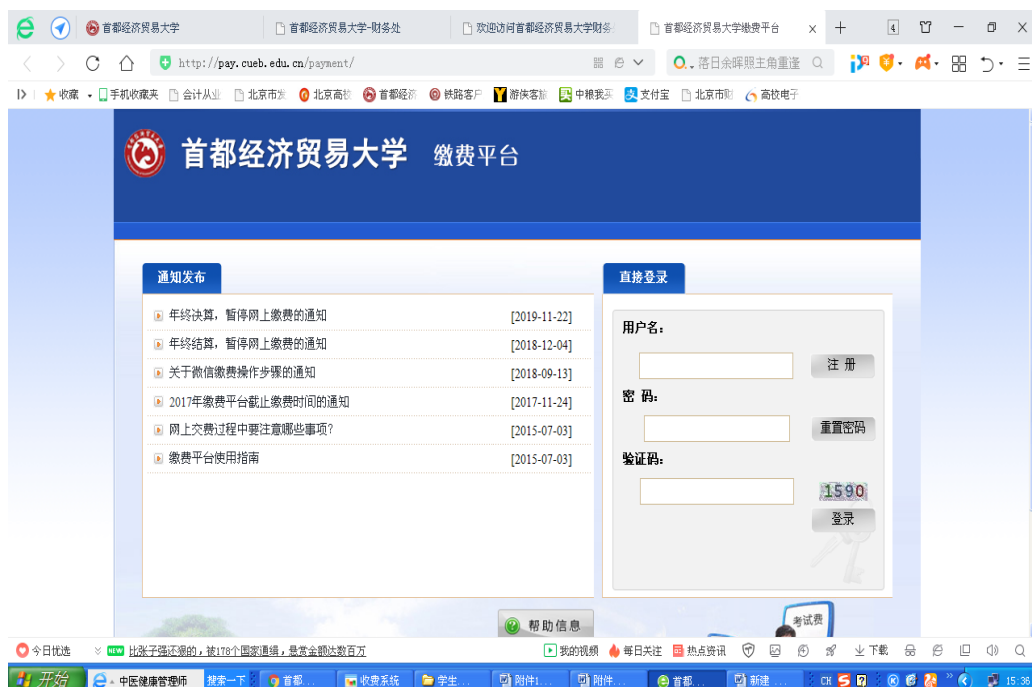 首都经济贸易大学
首都经济贸易大学-财务处
欢迎访问首都经济贸易大学财务
首都经济贸易大学缴费平台
4
http://pay.cueb.edu.cn/payment/
落日余晖照主角重逢
收藏
手机收藏夹
会计从业
北京市发
北京高校
首都经济
铁路客户
游侠客旅
中粮我买
支付宝
北京市财
高校电子
首都经济贸易大学 缴费平台
通知发布
年终决算，暂停网上缴费的通知 [2019-11-22]
年终结算，暂停网上缴费的通知 [2018-12-04]
关于微信缴费操作步骤的通知 [2018-09-13]
2017年缴费平台截止缴费时间的通知 [2017-11-24]
网上交费过程中要注意哪些事项? [2015-07-03]
缴费平台使用指南 [2015-07-03]
直接登录
用户名：
注 册
密 码：
重置密码
验证码：
1590
登录
帮助信息
考试费
今日优选
NEW 比张子强还狠的，被178个国家通缉，悬赏金额达数百万
我的视频
每日关注
热点资讯
下载
开始
中医健康管理师
搜索一下
首都...
收费系统
学生...
附件1...
附件...
首都...
新建 ...
CH
15:36